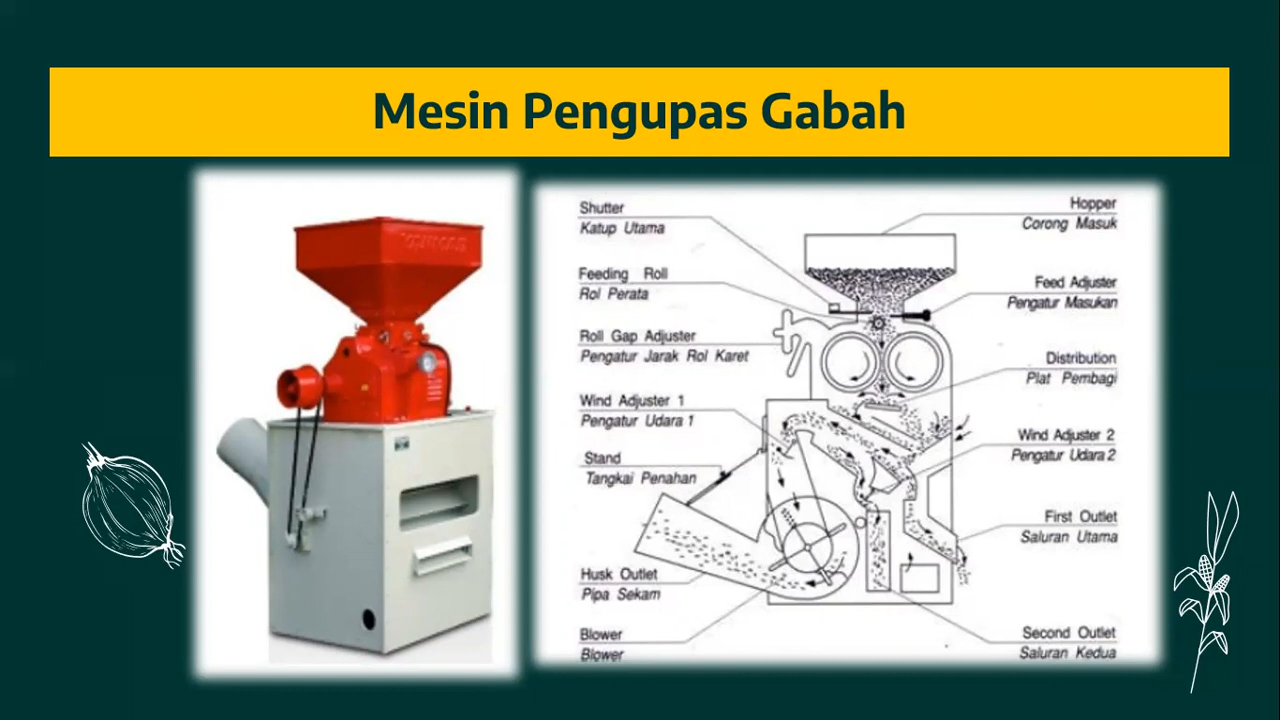 Mesin Pengupas Gabah
Shutter
Katup Utama
Feeding Roll
Rol Perata
Roll Gap Adjuster
Pengatur Jarak Rol Karet
Wind Adjuster 1
Pengatur Udara 1
Stand
Tangkai Penahan
Husk Outlet
Pipa Sekam
Blower
Blower
Hopper
Corong Masuk
Feed Adjuster
Pengatur Masukan
Distribution
Plat Pembagi
Wind Adjuster 2
Pengatur Udara 2
First Outlet
Saluran Utama
Second Outlet
Saluran Kedua